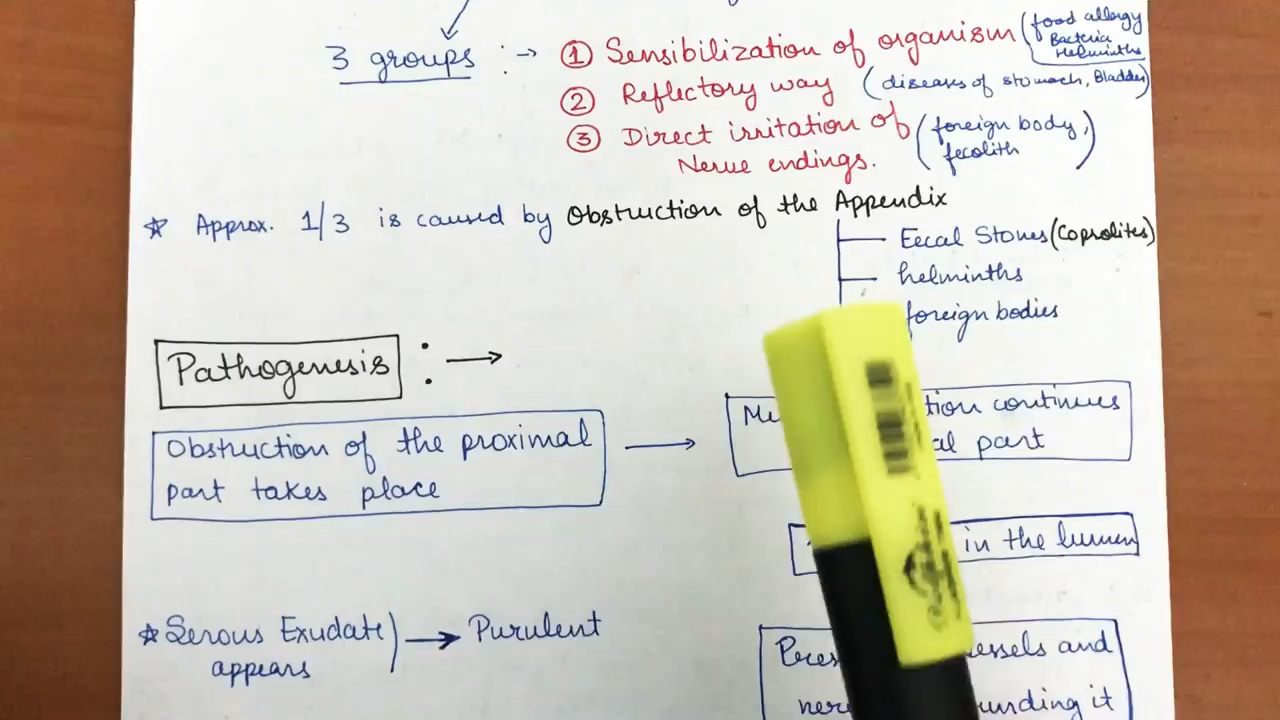 3 groups :→ ① Sensibilization of organism (food allergy
Bacteria
Helminths)
② Reflectory way (diseases of stomach, Bladder)
③ Direct irritation of Nerve endings. (foreign body, fecolith)
☆ Approx. 1/3 is caused by Obstruction of the Appendix
Fecal Stones (Coprolites)
helminths
foreign bodies
Pathogenesis : →
Obstruction of the proximal →
part takes place
tion continues
part
in the lumen
☆ Serous Exudate) → Purulent
appears
essels and
unding it